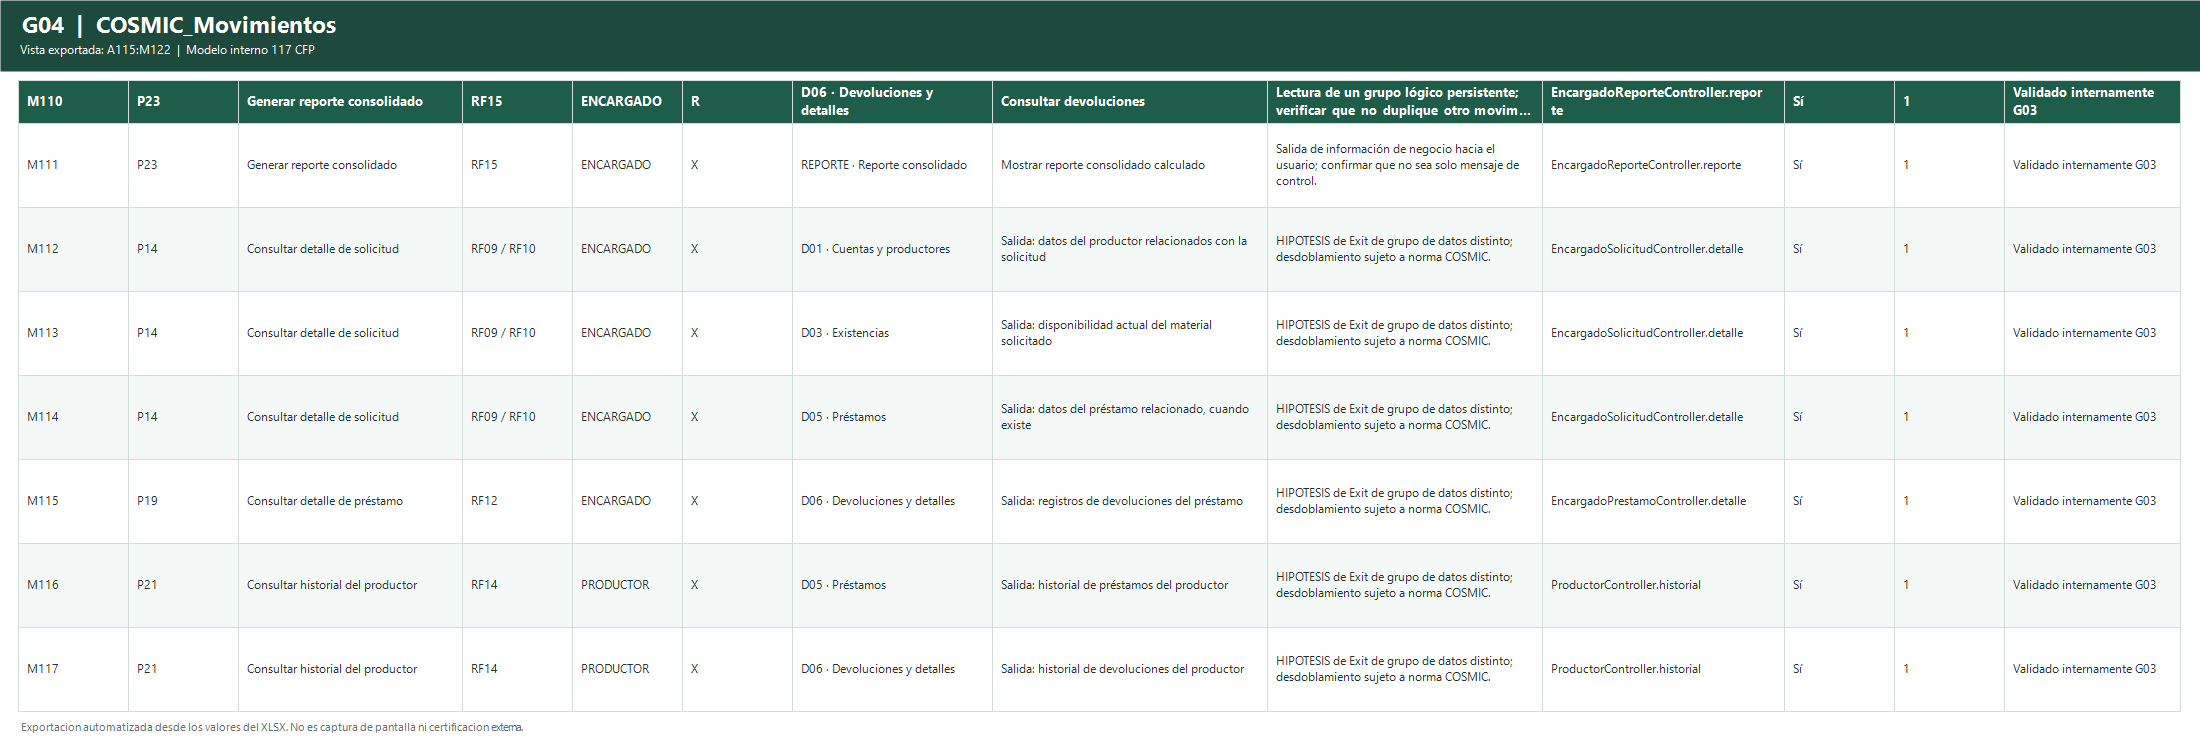 G04 | COSMIC_Movimientos
Vista exportada: A115:M122 | Modelo interno 117 CFP
M110 P23 Generar reporte consolidado RF15 ENCARGADO R D06 · Devoluciones y detalles Consultar devoluciones Lectura de un grupo lógico persistente; verificar que no duplique otro movim... EncargadoReporteController.reporte Sí 1 Validado internamente G03
M111 P23 Generar reporte consolidado RF15 ENCARGADO X REPORTE · Reporte consolidado Mostrar reporte consolidado calculado Salida de información de negocio hacia el usuario; confirmar que no sea solo mensaje de control. EncargadoReporteController.reporte Sí 1 Validado internamente G03
M112 P14 Consultar detalle de solicitud RF09 / RF10 ENCARGADO X D01 · Cuentas y productores Salida: datos del productor relacionados con la solicitud HIPOTESIS de Exit de grupo de datos distinto; desdoblamiento sujeto a norma COSMIC. EncargadoSolicitudController.detalle Sí 1 Validado internamente G03
M113 P14 Consultar detalle de solicitud RF09 / RF10 ENCARGADO X D03 · Existencias Salida: disponibilidad actual del material solicitado HIPOTESIS de Exit de grupo de datos distinto; desdoblamiento sujeto a norma COSMIC. EncargadoSolicitudController.detalle Sí 1 Validado internamente G03
M114 P14 Consultar detalle de solicitud RF09 / RF10 ENCARGADO X D05 · Préstamos Salida: datos del préstamo relacionado, cuando existe HIPOTESIS de Exit de grupo de datos distinto; desdoblamiento sujeto a norma COSMIC. EncargadoSolicitudController.detalle Sí 1 Validado internamente G03
M115 P19 Consultar detalle de préstamo RF12 ENCARGADO X D06 · Devoluciones y detalles Salida: registros de devoluciones del préstamo HIPOTESIS de Exit de grupo de datos distinto; desdoblamiento sujeto a norma COSMIC. EncargadoPrestamoController.detalle Sí 1 Validado internamente G03
M116 P21 Consultar historial del productor RF14 PRODUCTOR X D05 · Préstamos Salida: historial de préstamos del productor HIPOTESIS de Exit de grupo de datos distinto; desdoblamiento sujeto a norma COSMIC. ProductorController.historial Sí 1 Validado internamente G03
M117 P21 Consultar historial del productor RF14 PRODUCTOR X D06 · Devoluciones y detalles Salida: historial de devoluciones del productor HIPOTESIS de Exit de grupo de datos distinto; desdoblamiento sujeto a norma COSMIC. ProductorController.historial Sí 1 Validado internamente G03
Exportacion automatizada desde los valores del XLSX. No es captura de pantalla ni certificacion externa.